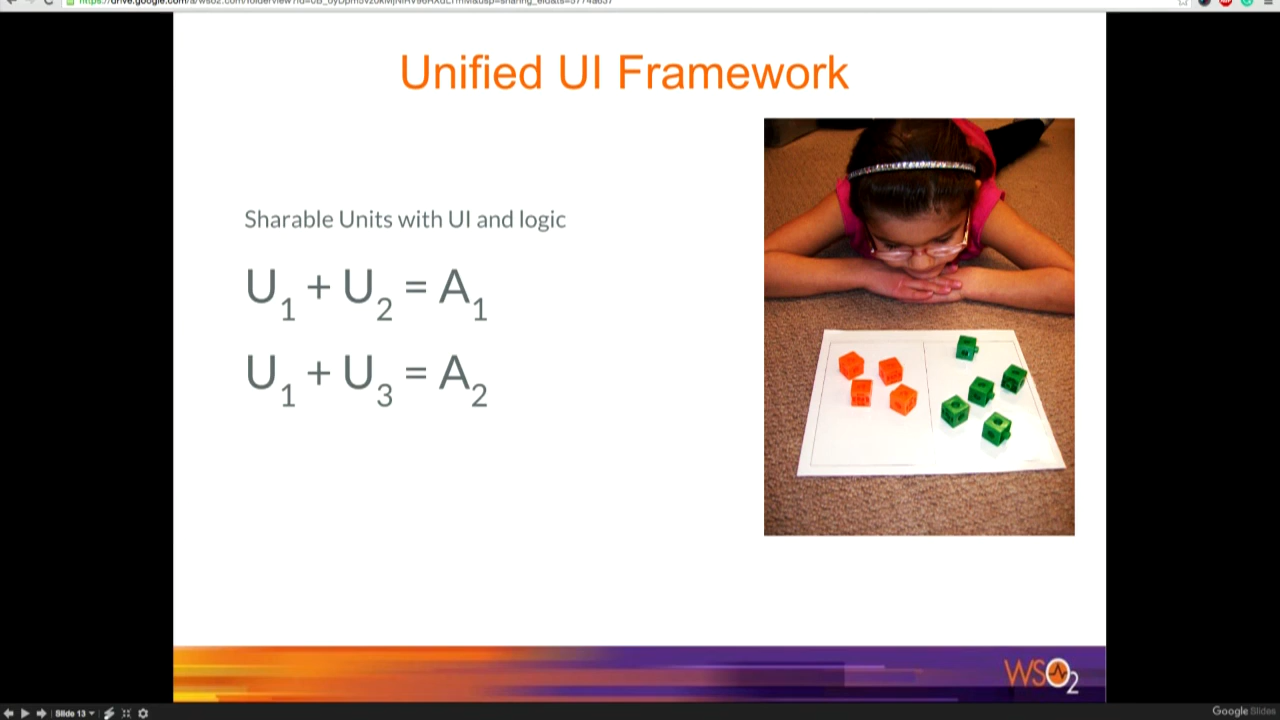 Unified UI Framework
Sharable Units with UI and logic
U1 + U2 = A1
U1 + U3 = A2
WSO2
Slide 13
Google Slides